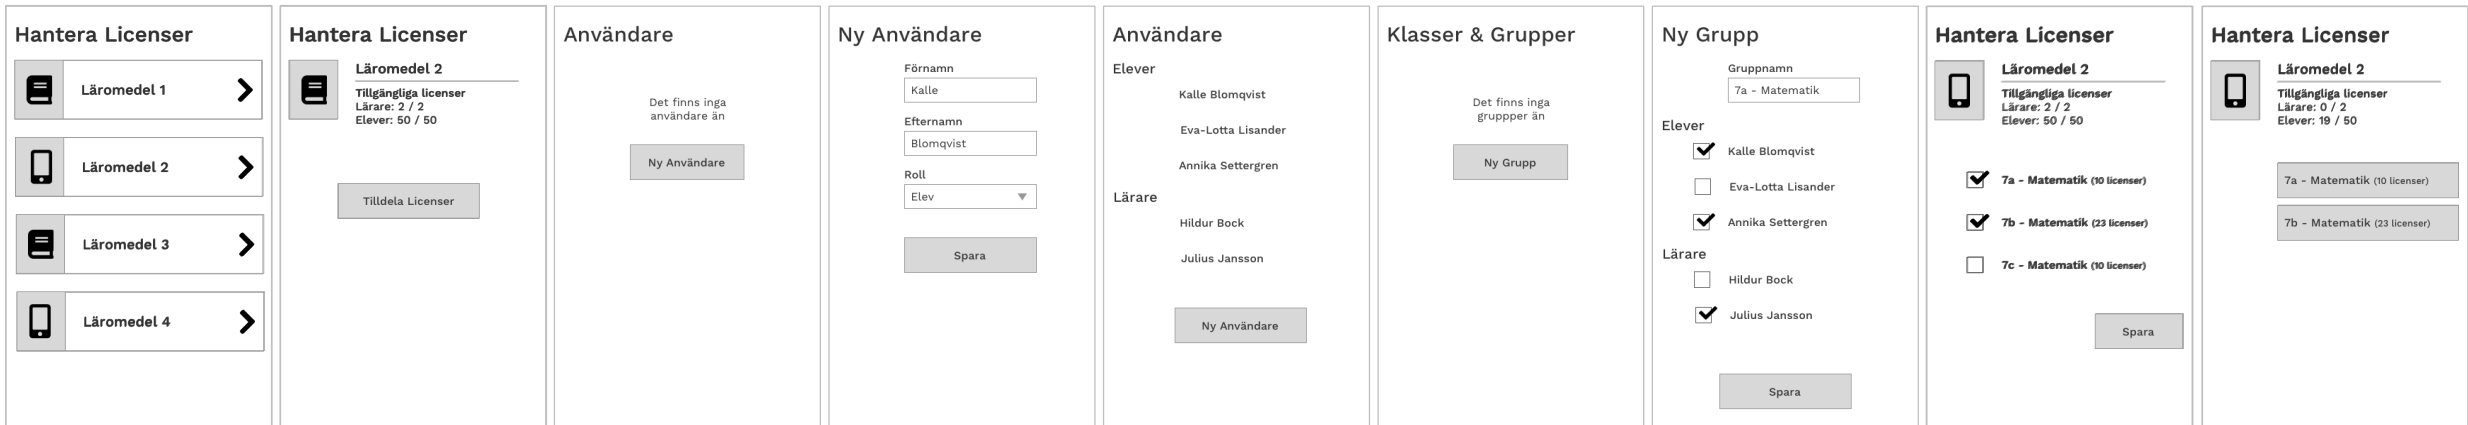 Hantera Licenser
Läromedel 1
Läromedel 2
Läromedel 3
Läromedel 4
Hantera Licenser
Läromedel 2
Tillgängliga licenser
Lärare: 2 / 2
Elever: 50 / 50
Tilldela Licenser
Användare
Det finns inga
användare än
Ny Användare
Ny Användare
Förnamn
Kalle
Efternamn
Blomqvist
Roll
Elev
Spara
Användare
Elever
Kalle Blomqvist
Eva-Lotta Lisander
Annika Settergren
Lärare
Hildur Bock
Julius Jansson
Ny Användare
Klasser & Grupper
Det finns inga
gruppper än
Ny Grupp
Ny Grupp
Gruppnamn
7a - Matematik
Elever
Kalle Blomqvist
Eva-Lotta Lisander
Annika Settergren
Lärare
Hildur Bock
Julius Jansson
Spara
Hantera Licenser
Läromedel 2
Tillgängliga licenser
Lärare: 2 / 2
Elever: 50 / 50
7a - Matematik (10 licenser)
7b - Matematik (23 licenser)
7c - Matematik (10 licenser)
Spara
Hantera Licenser
Läromedel 2
Tillgängliga licenser
Lärare: 0 / 2
Elever: 19 / 50
7a - Matematik (10 licenser)
7b - Matematik (23 licenser)